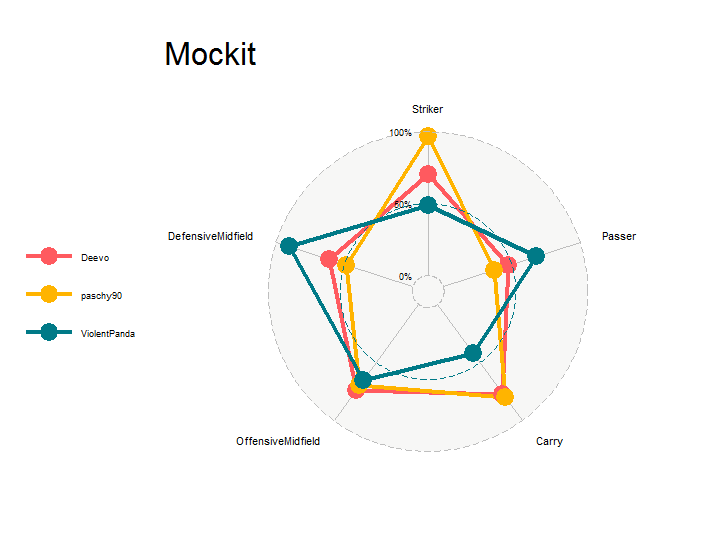 Mockit
Striker
100%
50%
0%
Passer
DefensiveMidfield
Deevo
paschy90
ViolentPanda
OffensiveMidfield
Carry